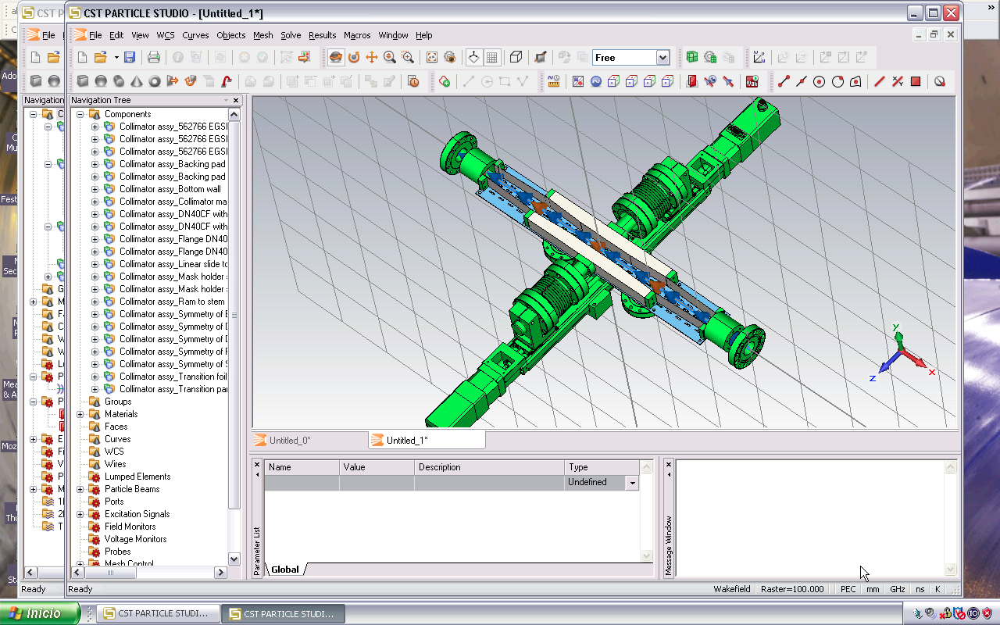 CST PARTICLE STUDIO - [Untitled_1*]
File Edit View WCS Curves Objects Mesh Solve Results Macros Window Help
File
Free
Wak
Navigation
Navigation Tree
Components
Collimator assy_562766 EGSI
Collimator assy_562766 EGSI
Collimator assy_562766 EGSI
Collimator assy_Backing pad
Collimator assy_Backing pad
Collimator assy_Bottom wall
Collimator assy_Collimator ma
Collimator assy_DN40CF with
Collimator assy_DN40CF with
Collimator assy_Flange DN40
Collimator assy_Flange DN40
Collimator assy_Linear slide to
Collimator assy_Mask holder
Collimator assy_Mask holder
Collimator assy_Ram to stem
Collimator assy_Symmetry of
Collimator assy_Symmetry of
Collimator assy_Symmetry of
Collimator assy_Symmetry of
Collimator assy_Symmetry of
Collimator assy_Transition foil
Collimator assy_Transition par
Groups
Materials
Faces
Curves
WCS
Wires
Lumped Elements
Particle Beams
Ports
Excitation Signals
Field Monitors
Voltage Monitors
Probes
Mesh Control
Y
X
Z
Untitled_0* Untitled_1*
Name Value Description Type
Undefined
Parameter List
Global
Message Window
Ready
Ready Wakefield Raster=100.000 PEC mm GHz ns K
Inicio CST PARTICLE STUDI... CST PARTICLE STUDI...